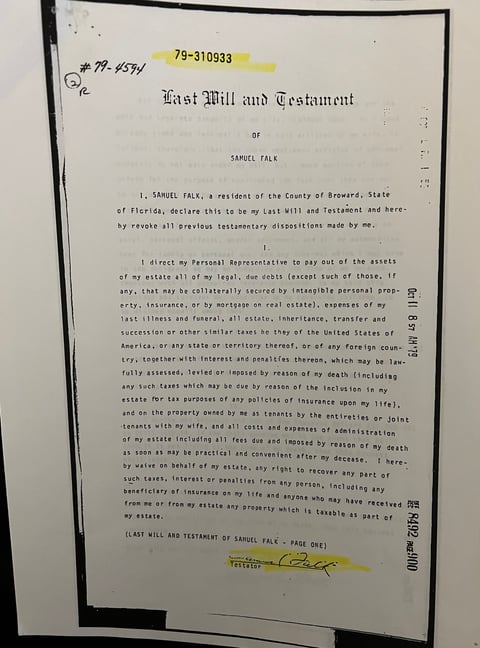 79-310933
#79-4594
2
R
Last Will and Testament
OF
SAMUEL FALK
I, SAMUEL FALK, a resident of the County of Broward, State
of Florida, declare this to be my Last Will and Testament and here-
by revoke all previous testamentary dispositions made by me.
I.
I direct my Personal Representative to pay out of the assets
of my estate all of my legal, due debts (except such of those, if
any, that may be collaterally secured by intangible personal prop-
erty, insurance, or by mortgage on real estate), expenses of my
last illness and funeral, all estate, inheritance, transfer and
succession or other similar taxes be they of the United States of
America, or any state or territory thereof, or of any foreign coun-
try, together with interest and penalties thereon, which may be law-
fully assessed, levied or imposed by reason of my death (including
any such taxes which may be due by reason of the inclusion in my
estate for tax purposes of any policies of insurance upon my life),
and on the property owned by me as tenants by the entireties or joint
tenants with my wife, and all costs and expenses of administration
of my estate including all fees due and imposed by reason of my death
as soon as may be practical and convenient after my decease. I here-
by waive on behalf of my estate, any right to recover any part of
such taxes, interest or penalties from any person, including any
beneficiary of insurance on my life and anyone who may have received
from me or from my estate any property which is taxable as part of
my estate.
(LAST WILL AND TESTAMENT OF SAMUEL FALK - PAGE ONE)
Falk
Testator
Oct 11 8 57 AM '79
8492 PAGE 900